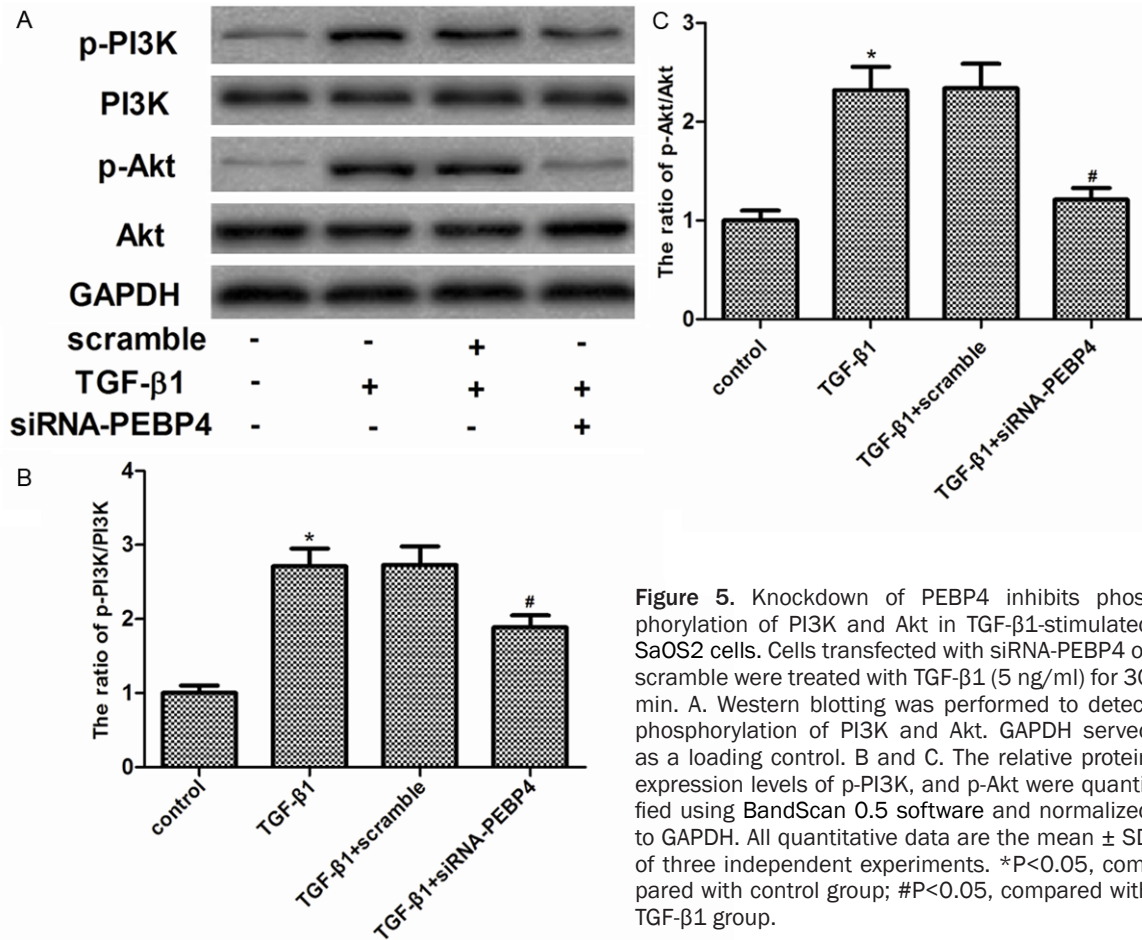 A
p-PI3K
PI3K
p-Akt
Akt
GAPDH
scramble - - + -
TGF-β1 - + + +
siRNA-PEBP4 - - - +
B
The ratio of p-PI3K/PI3K
4
3
2
1
0
*
#
control
TGF-β1
TGF-β1+scramble
TGF-β1+siRNA-PEBP4
C
The ratio of p-Akt/Akt
3
2
1
0
*
#
control
TGF-β1
TGF-β1+scramble
TGF-β1+siRNA-PEBP4
Figure 5. Knockdown of PEBP4 inhibits phos
phorylation of PI3K and Akt in TGF-β1-stimulated
SaOS2 cells. Cells transfected with siRNA-PEBP4 o
scramble were treated with TGF-β1 (5 ng/ml) for 30
min. A. Western blotting was performed to detec
phosphorylation of PI3K and Akt. GAPDH served
as a loading control. B and C. The relative protein
expression levels of p-PI3K, and p-Akt were quanti
fied using BandScan 0.5 software and normalized
to GAPDH. All quantitative data are the mean ± SD
of three independent experiments. *P<0.05, com
pared with control group; #P<0.05, compared with
TGF-β1 group.